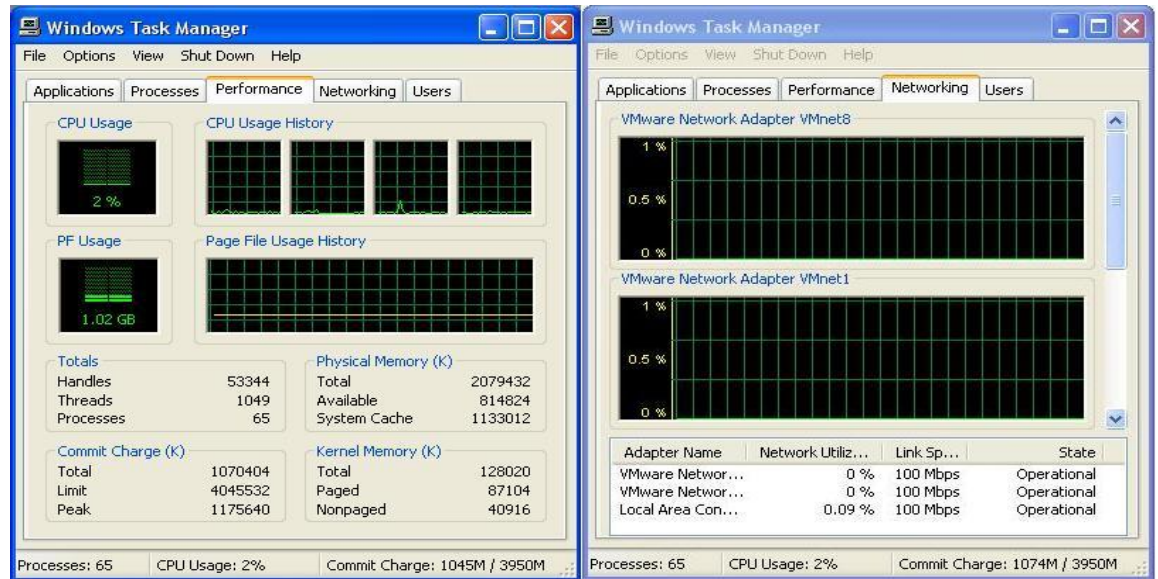 Windows Task Manager
File Options View Shut Down Help
Applications Processes Performance Networking Users
CPU Usage
CPU Usage History
2 %
PF Usage
Page File Usage History
1.02 GB
Totals
Handles 53344
Threads 1049
Processes 65
Physical Memory (K)
Total 2079432
Available 814824
System Cache 1133012
Commit Charge (K)
Total 1070404
Limit 4045532
Peak 1175640
Kernel Memory (K)
Total 128020
Paged 87104
Nonpaged 40916
Processes: 65 CPU Usage: 2% Commit Charge: 1045M / 3950M
Windows Task Manager
File Options View Shut Down Help
Applications Processes Performance Networking Users
VMware Network Adapter VMnet8
1 %
0.5 %
0 %
VMware Network Adapter VMnet1
1 %
0.5 %
0 %
Adapter Name Network Utiliz... Link Sp... State
VMware Networ... 0 % 100 Mbps Operational
VMware Networ... 0 % 100 Mbps Operational
Local Area Con... 0.09 % 100 Mbps Operational
Processes: 65 CPU Usage: 2% Commit Charge: 1074M / 3950M